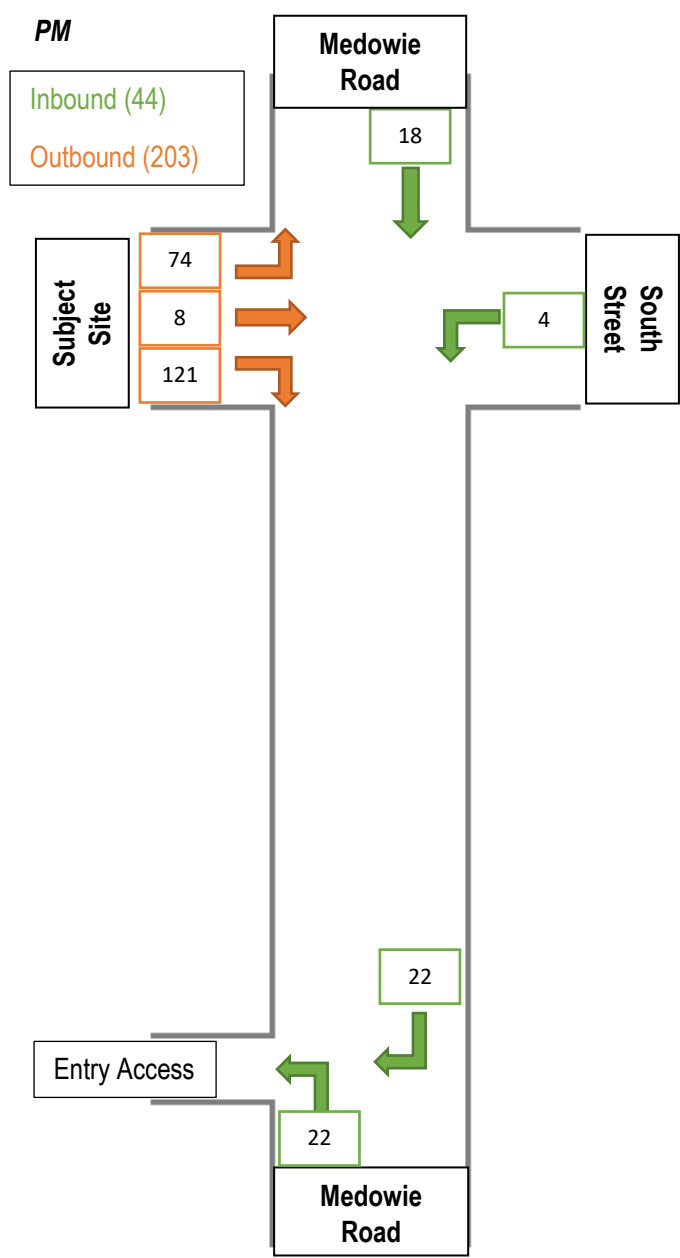 PM
Medowie
Road
Inbound (44)
Outbound (203)
18
74
8
121
Subject
Site
4
South
Street
22
Entry Access
22
Medowie
Road